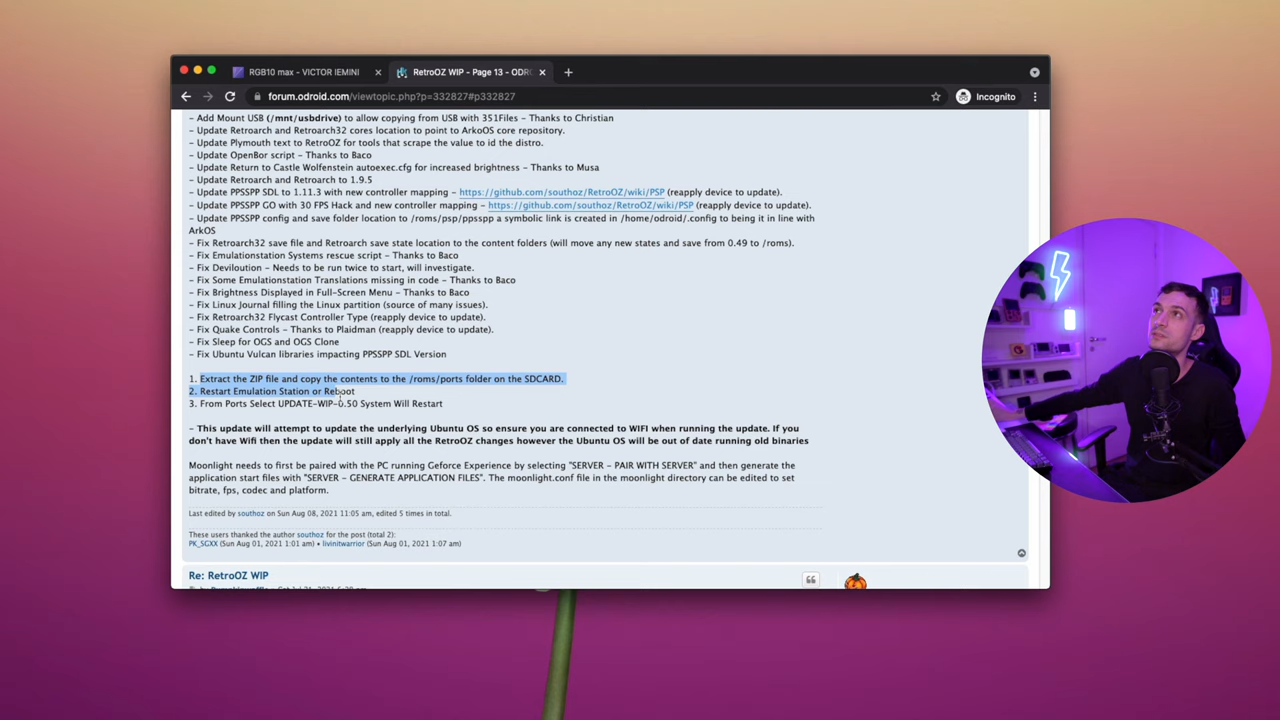 RGB10 max - VICTOR IEMINI
RetroOZ WIP - Page 13 - ODR
forum.odroid.com/viewtopic.php?p=332827#p332827
Incognito
- Add Mount USB (/mnt/usbdrive) to allow copying from USB with 351Files - Thanks to Christian
- Update Retroarch and Retroarch32 cores location to point to ArkoOS core repository.
- Update Plymouth text to RetroOZ for tools that scrape the value to id the distro.
- Update OpenBor script - Thanks to Baco
- Update Return to Castle Wolfenstein autoexec.cfg for increased brightness - Thanks to Musa
- Update Retroarch and Retroarch to 1.9.5
- Update PPSSPP SDL to 1.11.3 with new controller mapping - https://github.com/southoz/RetroOZ/wiki/PSP (reapply device to update).
- Update PPSSPP GO with 30 FPS Hack and new controller mapping - https://github.com/southoz/RetroOZ/wiki/PSP (reapply device to update).
- Update PPSSPP config and save folder location to /roms/psp/ppsspp a symbolic link is created in /home/odroid/.config to being it in line with
ArkOS
- Fix Retroarch32 save file and Retroarch save state location to the content folders (will move any new states and save from 0.49 to /roms).
- Fix Emulationstation Systems rescue script - Thanks to Baco
- Fix Deviloution - Needs to be run twice to start, will investigate.
- Fix Some Emulationstation Translations missing in code - Thanks to Baco
- Fix Brightness Displayed in Full-Screen Menu - Thanks to Baco
- Fix Linux Journal filling the Linux partition (source of many issues).
- Fix Retroarch32 Flycast Controller Type (reapply device to update).
- Fix Quake Controls - Thanks to Plaidman (reapply device to update).
- Fix Sleep for OGS and OGS Clone
- Fix Ubuntu Vulcan libraries impacting PPSSPP SDL Version
1. Extract the ZIP file and copy the contents to the /roms/ports folder on the SDCARD.
2. Restart Emulation Station or Reboot
3. From Ports Select UPDATE-WIP-0.50 System Will Restart
- This update will attempt to update the underlying Ubuntu OS so ensure you are connected to WIFI when running the update. If you
don't have Wifi then the update will still apply all the RetroOZ changes however the Ubuntu OS will be out of date running old binaries
Moonlight needs to first be paired with the PC running Geforce Experience by selecting "SERVER - PAIR WITH SERVER" and then generate the
application start files with "SERVER - GENERATE APPLICATION FILES". The moonlight.conf file in the moonlight directory can be edited to set
bitrate, fps, codec and platform.
Last edited by southoz on Sun Aug 08, 2021 11:05 am, edited 5 times in total.
These users thanked the author southoz for the post (total 2):
PK_SGXX (Sun Aug 01, 2021 1:01 am) • livinitwarrior (Sun Aug 01, 2021 1:07 am)
Re: RetroOZ WIP